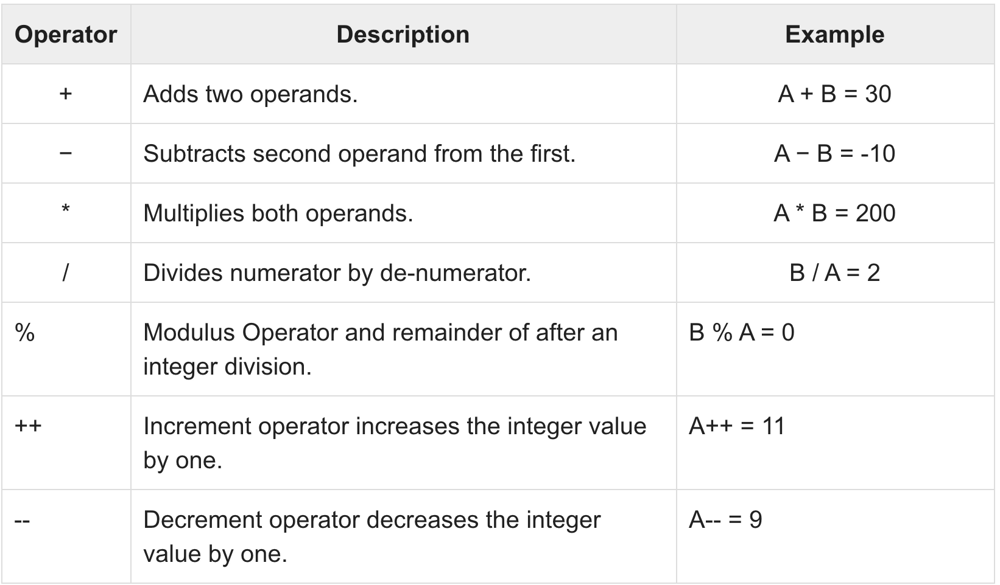 Operator Description Example
+ Adds two operands. A + B = 30
− Subtracts second operand from the first. A − B = -10
* Multiplies both operands. A * B = 200
/ Divides numerator by de-numerator. B / A = 2
% Modulus Operator and remainder of after an B % A = 0
integer division.
++ Increment operator increases the integer value A++ = 11
by one.
-- Decrement operator decreases the integer A-- = 9
value by one.